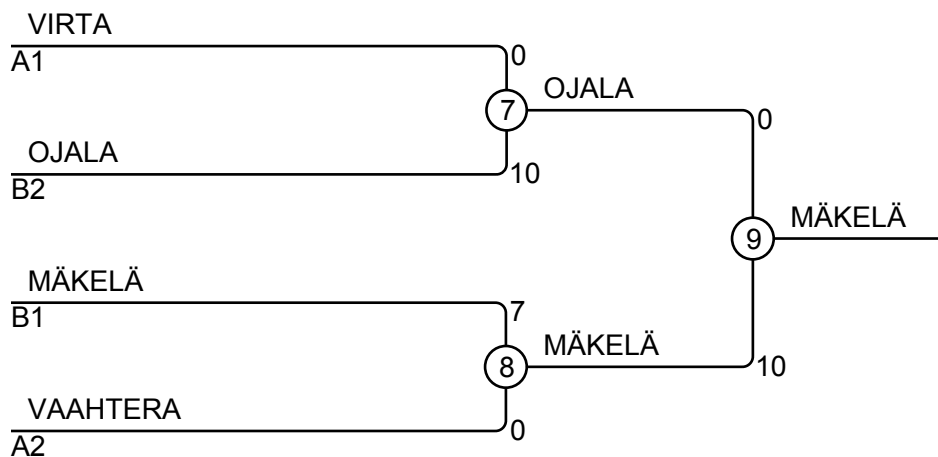 VIRTA
A1
0
7
OJALA
0
OJALA
B2
10
9
MÄKELÄ
MÄKELÄ
B1
7
8
MÄKELÄ
10
VAAHTERA
A2
0